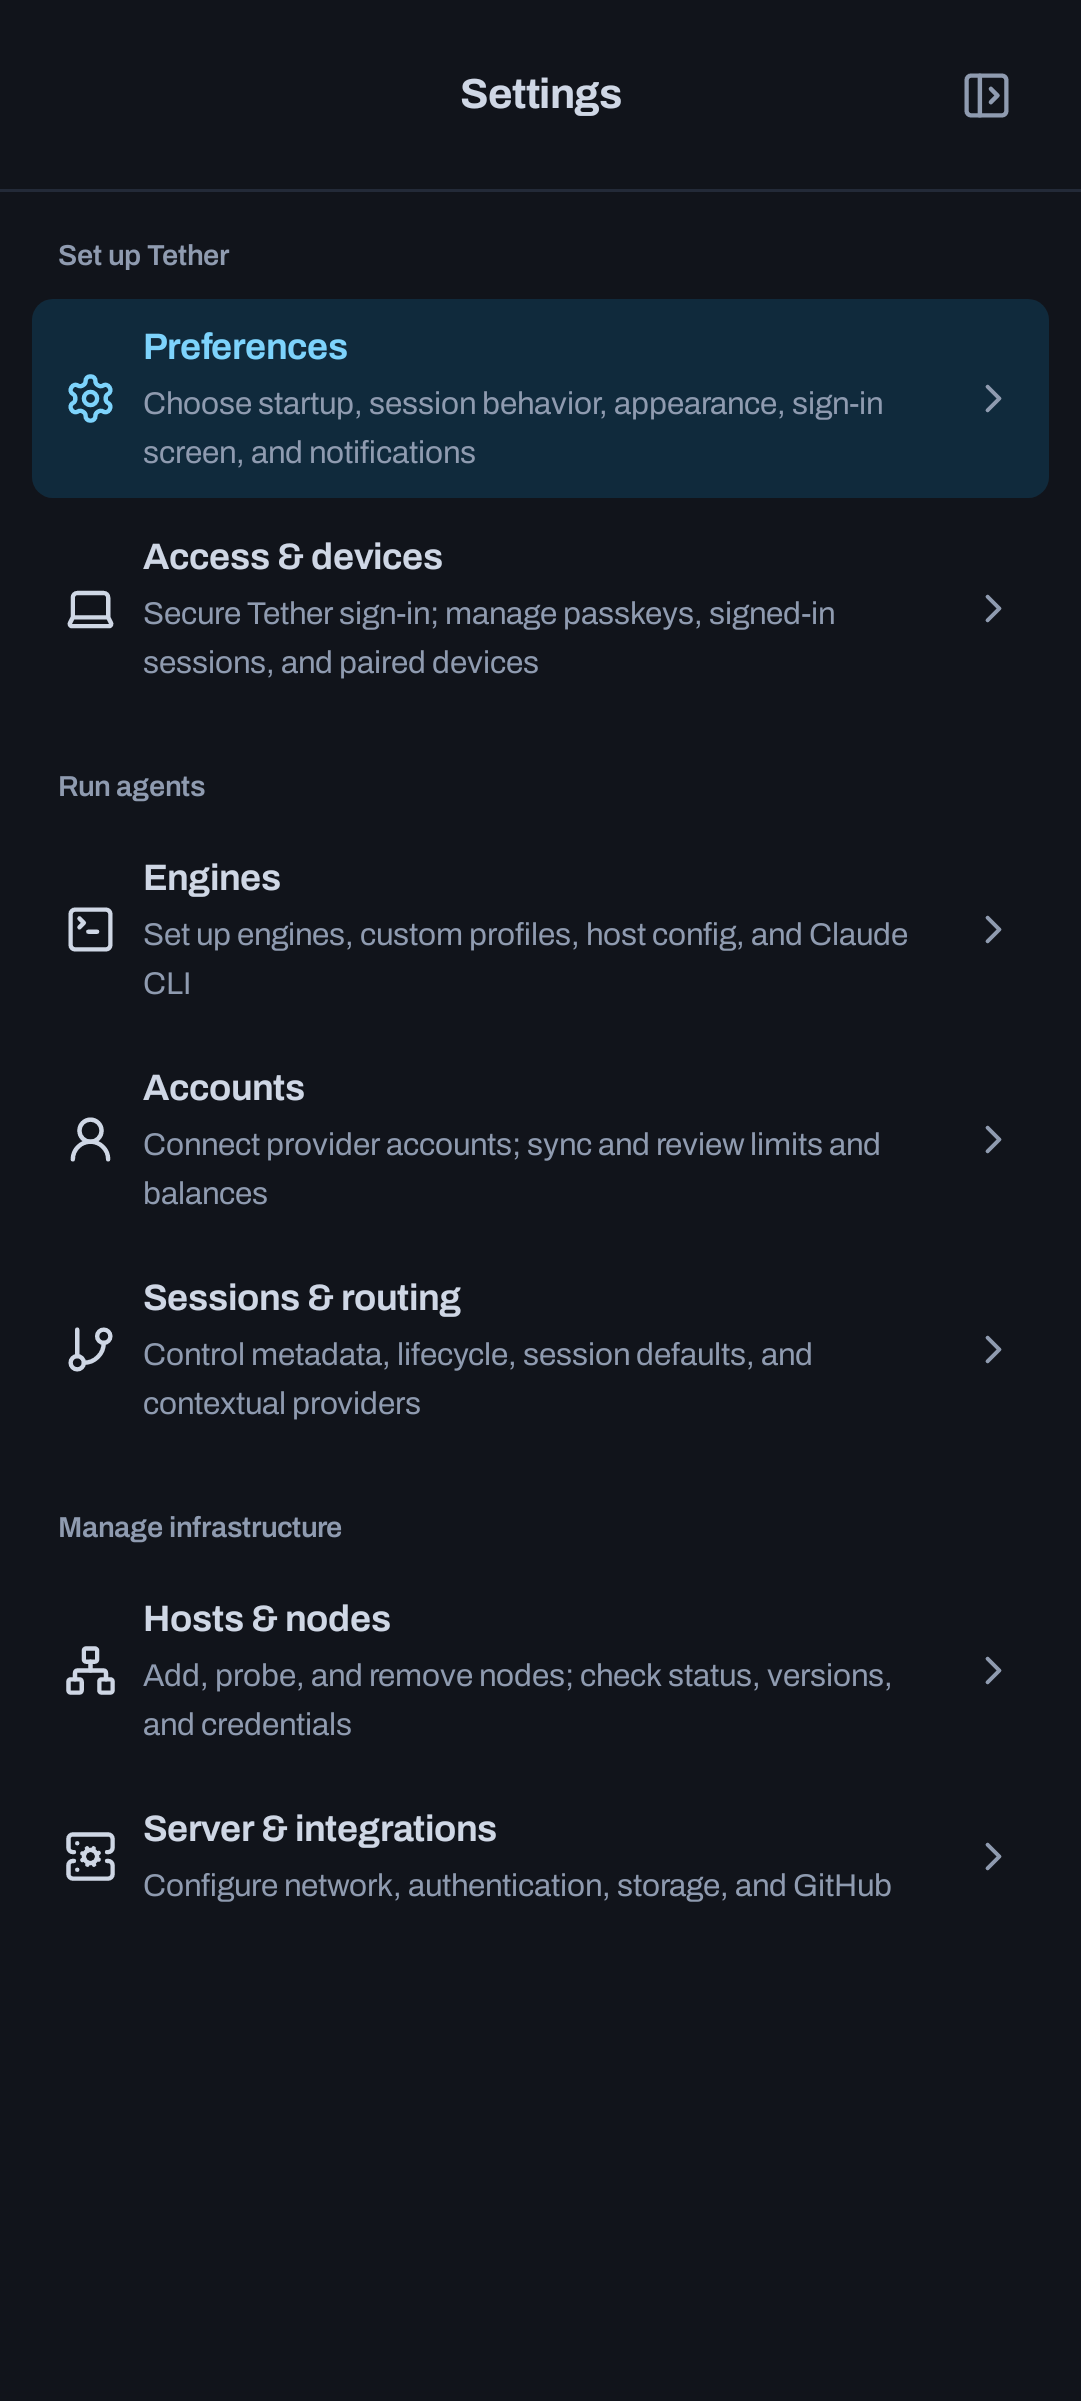 Settings
Set up Tether
Preferences
Choose startup, session behavior, appearance, sign-in
screen, and notifications
Access & devices
Secure Tether sign-in; manage passkeys, signed-in
sessions, and paired devices
Run agents
Engines
Set up engines, custom profiles, host config, and Claude
CLI
Accounts
Connect provider accounts; sync and review limits and
balances
Sessions & routing
Control metadata, lifecycle, session defaults, and
contextual providers
Manage infrastructure
Hosts & nodes
Add, probe, and remove nodes; check status, versions,
and credentials
Server & integrations
Configure network, authentication, storage, and GitHub